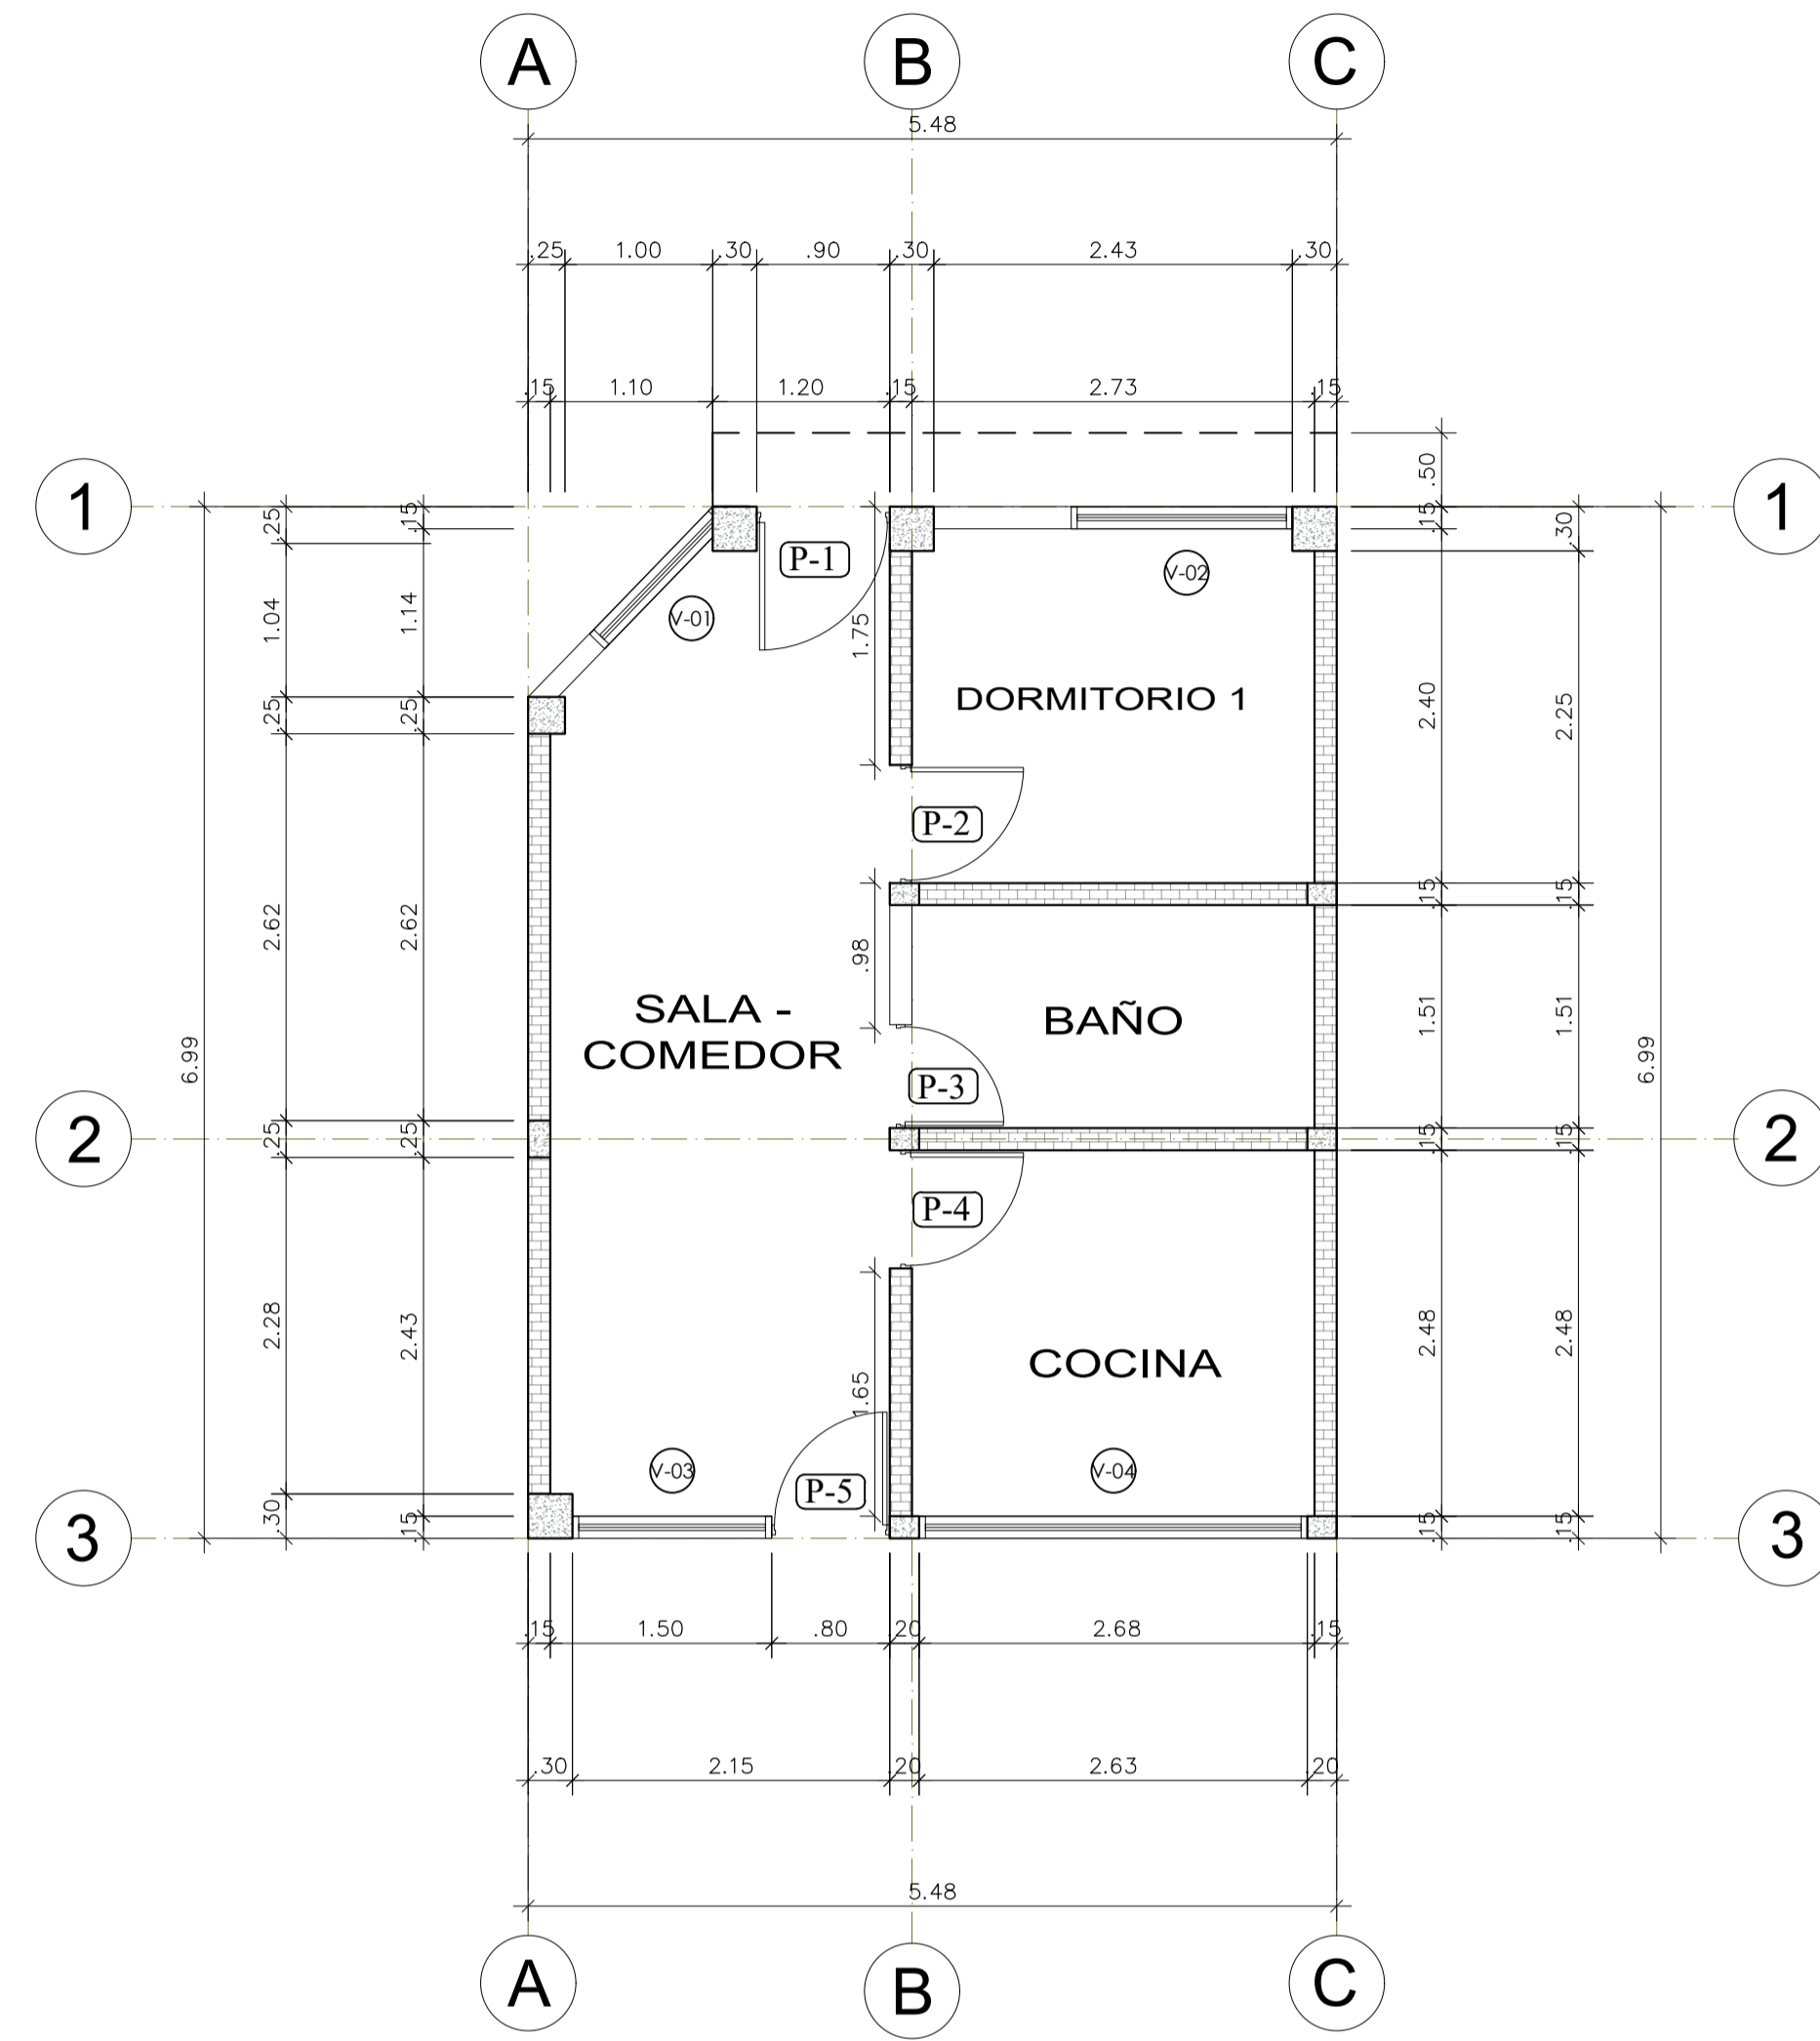 A B C
5.48
.25 1.00 .30 .90 .30 2.43 .30
.15 1.10 1.20 .15 2.73 .15
1 1
.25 .15 .50
.15 .30
P-1
V-01 V-02
1.04 1.14 1.75
DORMITORIO 1
2.40 2.25
.25 .25
P-2
.15 .15
2.62 2.62 .98
SALA -
COMEDOR
BAÑO
1.51 1.51
6.99 6.99
P-3
2 2
.25 .25 .15 .15
P-4
2.28 2.43 2.48 2.48
COCINA
1.65
V-03 V-04
P-5
.30 .15 .15 .15
3 3
.15 1.50 .80 .20 2.68 .15
.30 2.15 .20 2.63 .20
5.48
A B C